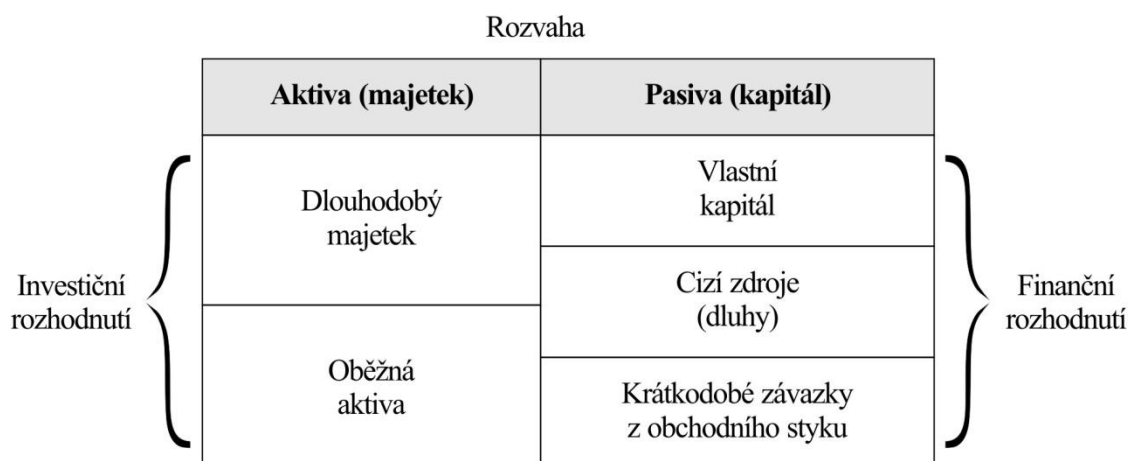 Rozvaha
Aktiva (majetek)
Pasiva (kapitál)
Investiční
rozhodnutí
Dlouhodobý
majetek
Oběžná
aktiva
Vlastní
kapitál
Cizí zdroje
(dluhy)
Krátkodobé závazky
z obchodního styku
Finanční
rozhodnutí